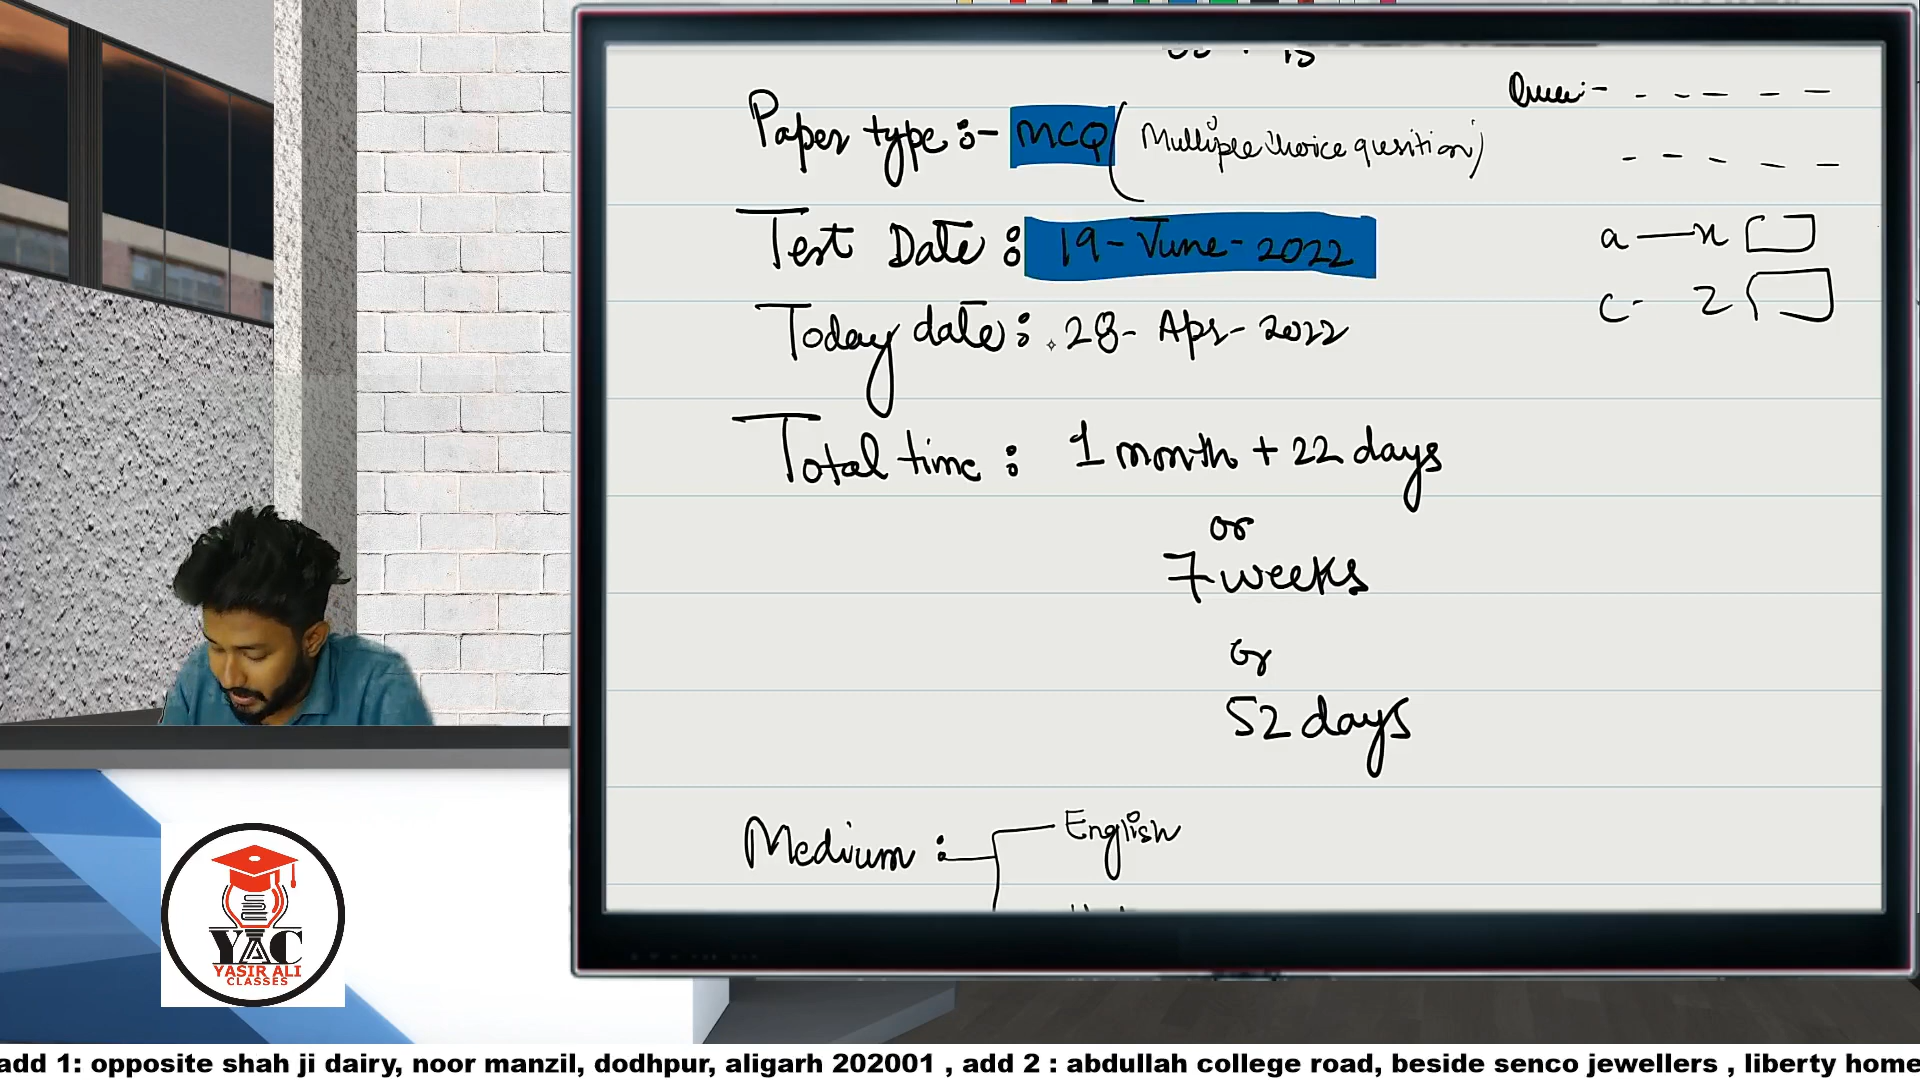 Paper type :- MCQ ( Multiple choice quesition)
Test Date : 19-June-2022
Today date : 28-Apr-2022
Total time : 1 month + 22 days
or
7 weeks
or
52 days
Medium :
English
a — x
c - z
YAC
YASIR ALI
CLASSES
add 1: opposite shah ji dairy, noor manzil, dodhpur, aligarh 202001 , add 2 : abdullah college road, beside senco jewellers , liberty home